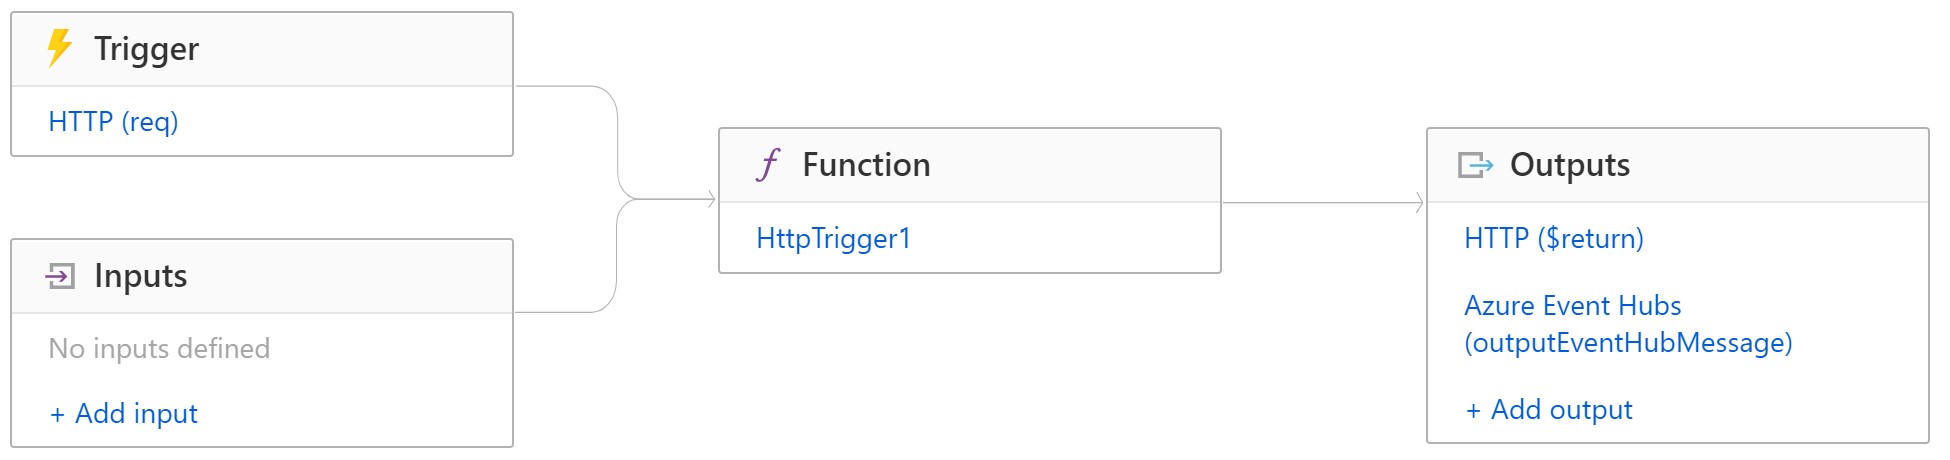 Trigger
HTTP (req)
Inputs
No inputs defined
+ Add input
Function
HttpTrigger1
Outputs
HTTP ($return)
Azure Event Hubs
(outputEventHubMessage)
+ Add output